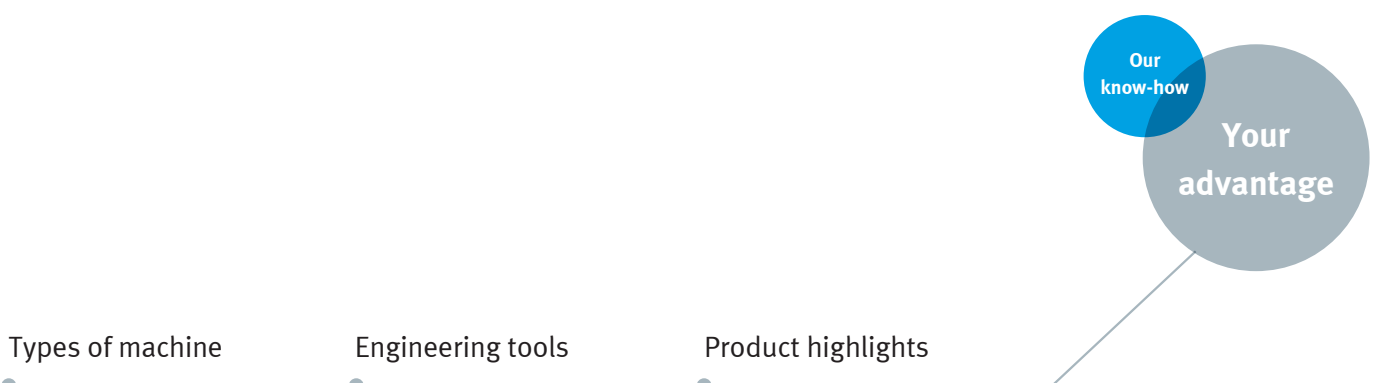 Our
know-how
Your
advantage
Types of machine
Engineering tools
Product highlights